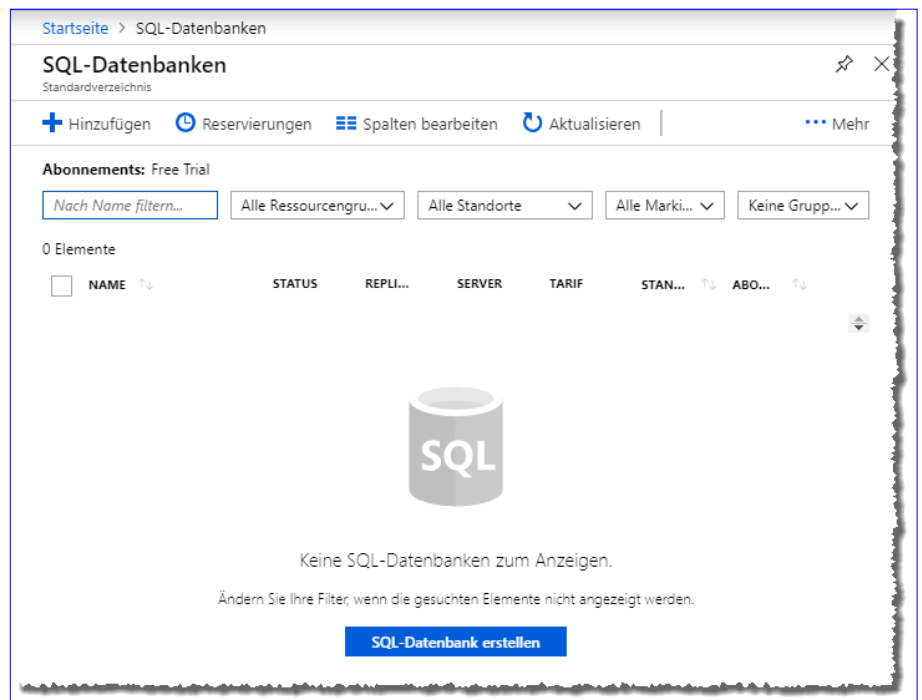 Startseite > SQL-Datenbanken
SQL-Datenbanken
Standardverzeichnis
Hinzufügen Reservierungen Spalten bearbeiten Aktualisieren Mehr
Abonnements: Free Trial
Nach Name filtern... Alle Ressourcengru... Alle Standorte Alle Marki... Keine Grupp...
0 Elemente
NAME STATUS REPLI... SERVER TARIF STAN... ABO...
SQL
Keine SQL-Datenbanken zum Anzeigen.
Ändern Sie Ihre Filter, wenn die gesuchten Elemente nicht angezeigt werden.
SQL-Datenbank erstellen